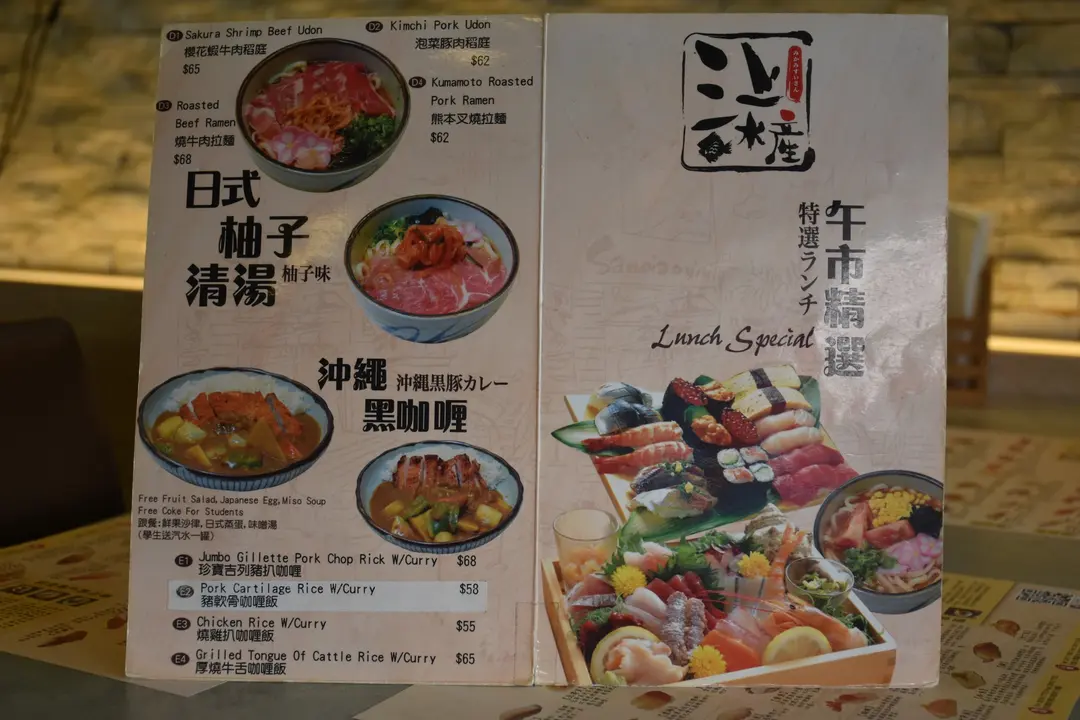 D1 Sakura Shrimp Beef Udon
櫻花蝦牛肉稻庭
$65
D2 Kimchi Pork Udon
泡菜豚肉稻庭
$62
D3 Roasted
Beef Ramen
燒牛肉拉麵
$68
D4 Kumamoto Roasted
Pork Ramen
熊本叉燒拉麵
$62
日式
柚子
清湯 柚子味
沖繩 沖縄黒豚カレー
黑咖喱
Free Fruit Salad, Japanese Egg, Miso Soup
Free Coke For Students
跟餐:鮮果沙律,日式蒸蛋,味噌湯
(學生送汽水一罐)
E1 Jumbo Gillette Pork Chop Rick W/Curry $68
珍寶吉列豬扒咖喱
E2 Pork Cartilage Rice W/Curry $58
豬軟骨咖喱飯
E3 Chicken Rice W/Curry $55
燒雞扒咖喱飯
E4 Grilled Tongue Of Cattle Rice W/Curry $65
厚燒牛舌咖喱飯
みかみすいさん
水産
午市精選
特選ランチ
Lunch Special